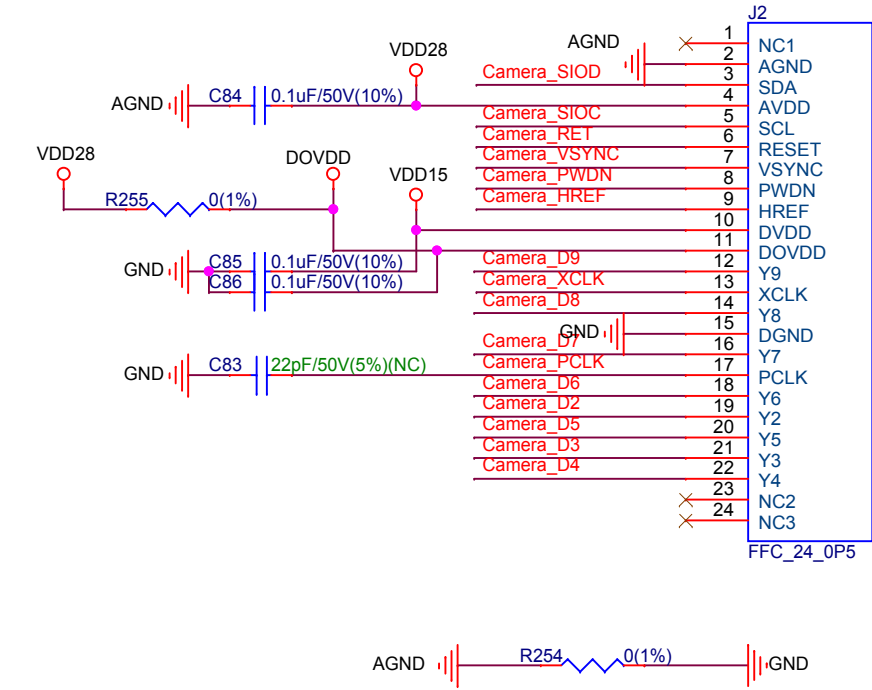 J2
1 NC1
AGND 2 AGND
Camera_SIOD 3 SDA
VDD28
AGND C84 0.1uF/50V(10%) 4 AVDD
Camera_SIOC 5 SCL
Camera_RET 6 RESET
Camera_VSYNC 7 VSYNC
Camera_PWDN 8 PWDN
Camera_HREF 9 HREF
VDD28 DOVDD VDD15
R255 0(1%)
10 DVDD
11 DOVDD
GND C85 0.1uF/50V(10%)
C86 0.1uF/50V(10%)
Camera_D9 12 Y9
Camera_XCLK 13 XCLK
Camera_D8 14 Y8
GND 15 DGND
Camera_D7 16 Y7
GND C83 22pF/50V(5%)(NC) Camera_PCLK 17 PCLK
Camera_D6 18 Y6
Camera_D2 19 Y2
Camera_D5 20 Y5
Camera_D3 21 Y3
Camera_D4 22 Y4
23 NC2
24 NC3
FFC_24_0P5
AGND R254 0(1%) GND